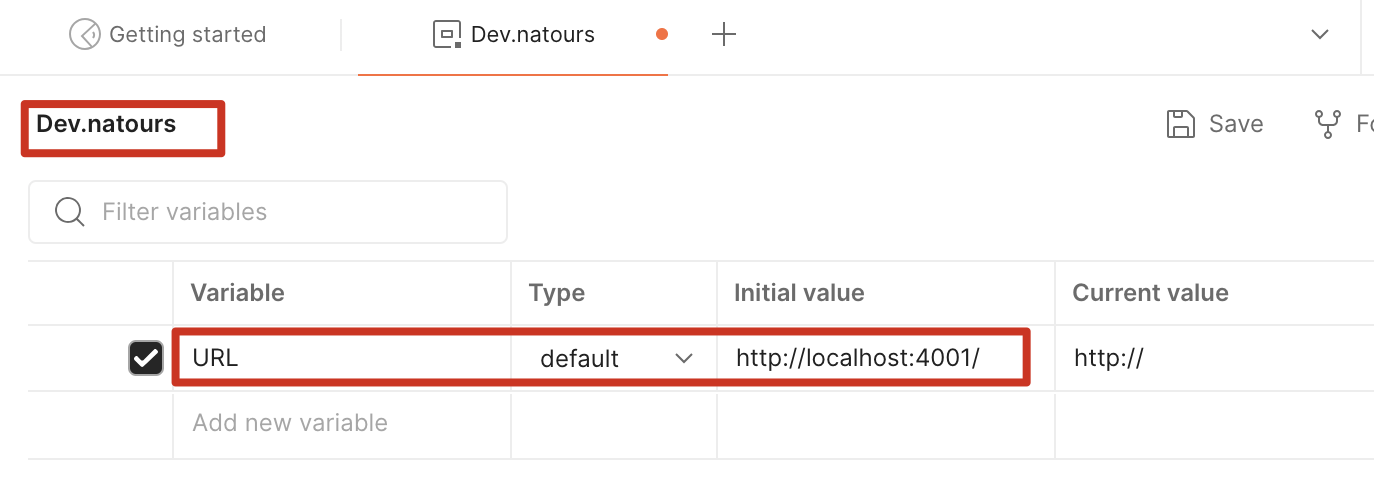 Getting started Dev.natours
Dev.natours Save
Filter variables
Variable Type Initial value Current value
URL default http://localhost:4001/ http://
Add new variable